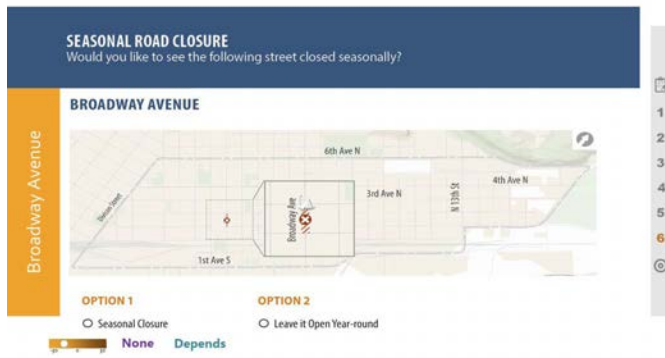 SEASONAL ROAD CLOSURE
Would you like to see the following street closed seasonally?
Broadway Avenue
BROADWAY AVENUE
6th Ave N
4th Ave N
3rd Ave N
N 13th St
Broadway Ave
1st Ave S
OPTION 1
OPTION 2
Seasonal Closure
Leave it Open Year-round
None
Depends
1
2
3
4
5
6